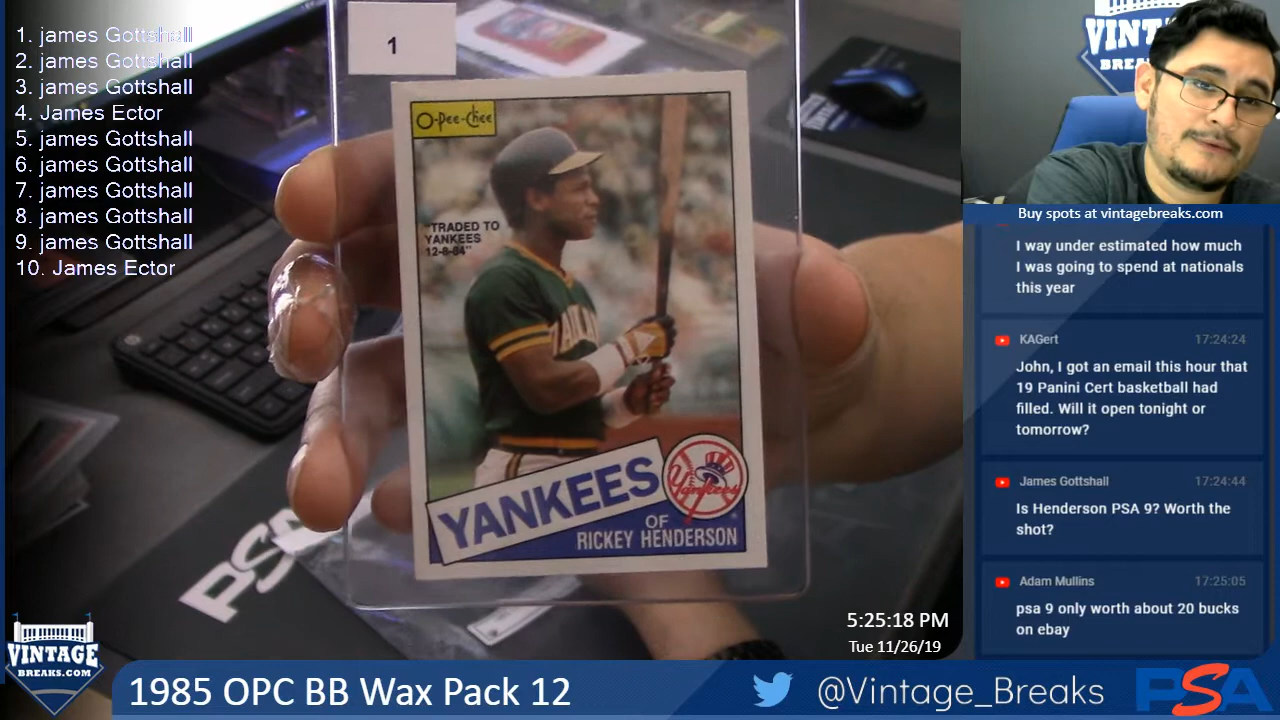 1. james Gottshall
2. james Gottshall
3. james Gottshall
4. James Ector
5. james Gottshall
6. james Gottshall
7. james Gottshall
8. james Gottshall
9. james Gottshall
10. James Ector
1
O-Pee-Chee
"TRADED TO
YANKEES
12-8-84"
YANKEES
Yankees
OF
RICKEY HENDERSON
PSA
Buy spots at vintagebreaks.com
I way under estimated how much
I was going to spend at nationals
this year
KAGert 17:24:24
John, I got an email this hour that
19 Panini Cert basketball had
filled. Will it open tonight or
tomorrow?
James Gottshall 17:24:44
Is Henderson PSA 9? Worth the
shot?
Adam Mullins 17:25:05
psa 9 only worth about 20 bucks
on ebay
5:25:18 PM
Tue 11/26/19
VINTAGE
BREAKS.COM
1985 OPC BB Wax Pack 12
@Vintage_Breaks
PSA